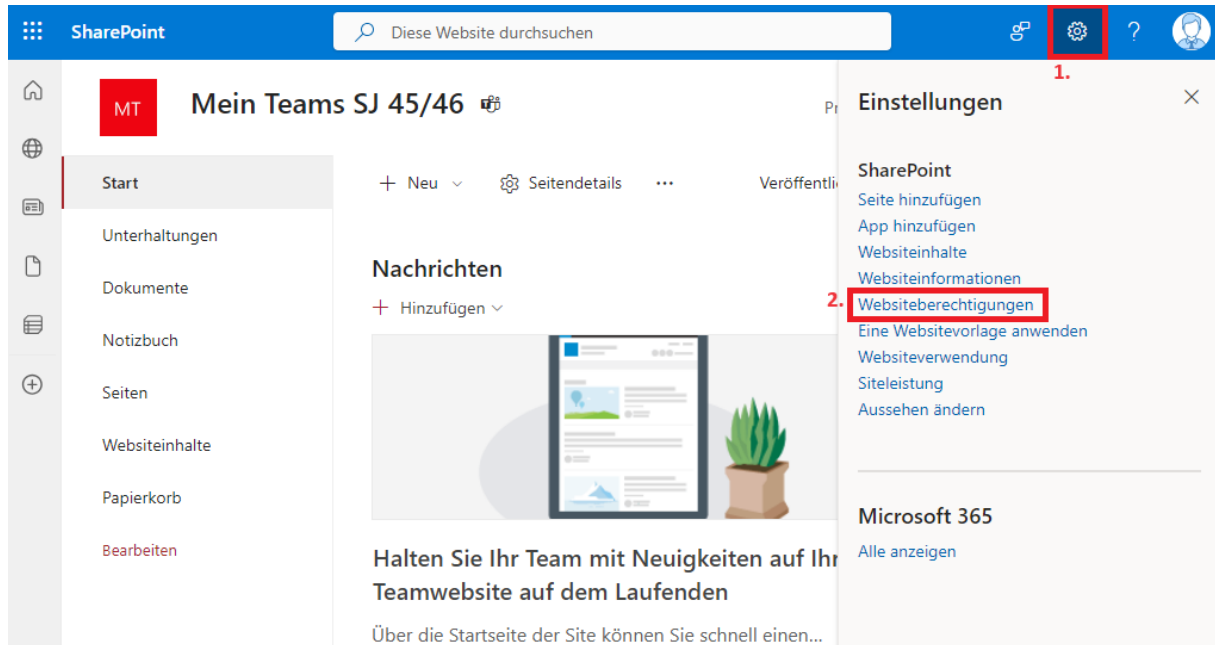 SharePoint
Diese Website durchsuchen
?
1.
MT
Mein Teams SJ 45/46
Pr
Start
Unterhaltungen
Dokumente
Notizbuch
Seiten
Websiteinhalte
Papierkorb
Bearbeiten
+ Neu
Seitendetails
...
Veröffentli
Nachrichten
+ Hinzufügen
Halten Sie Ihr Team mit Neuigkeiten auf Ihr
Teamwebsite auf dem Laufenden
Über die Startseite der Site können Sie schnell einen...
Einstellungen
SharePoint
Seite hinzufügen
App hinzufügen
Websiteinhalte
Websiteinformationen
2. Websiteberechtigungen
Eine Websitevorlage anwenden
Websiteverwendung
Siteleistung
Aussehen ändern
Microsoft 365
Alle anzeigen